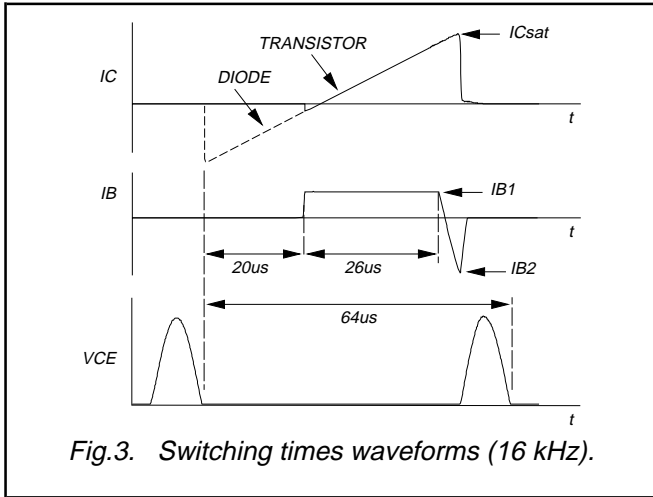 ICsat
TRANSISTOR
IC
DIODE
t
IB
IB1
t
20us
26us
IB2
64us
VCE
t
Fig.3. Switching times waveforms (16 kHz).